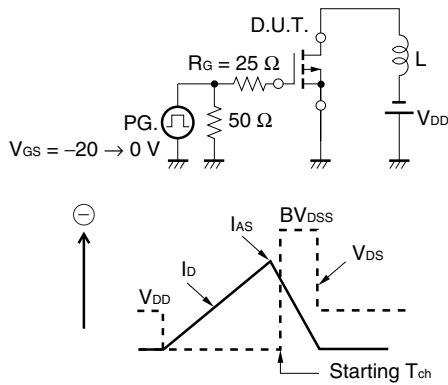 D.U.T.
RG = 25 Ω
L
PG.
50 Ω
VDD
VGS = −20 → 0 V
⊖
IAS
BVDSS
ID
VDS
VDD
Starting Tch